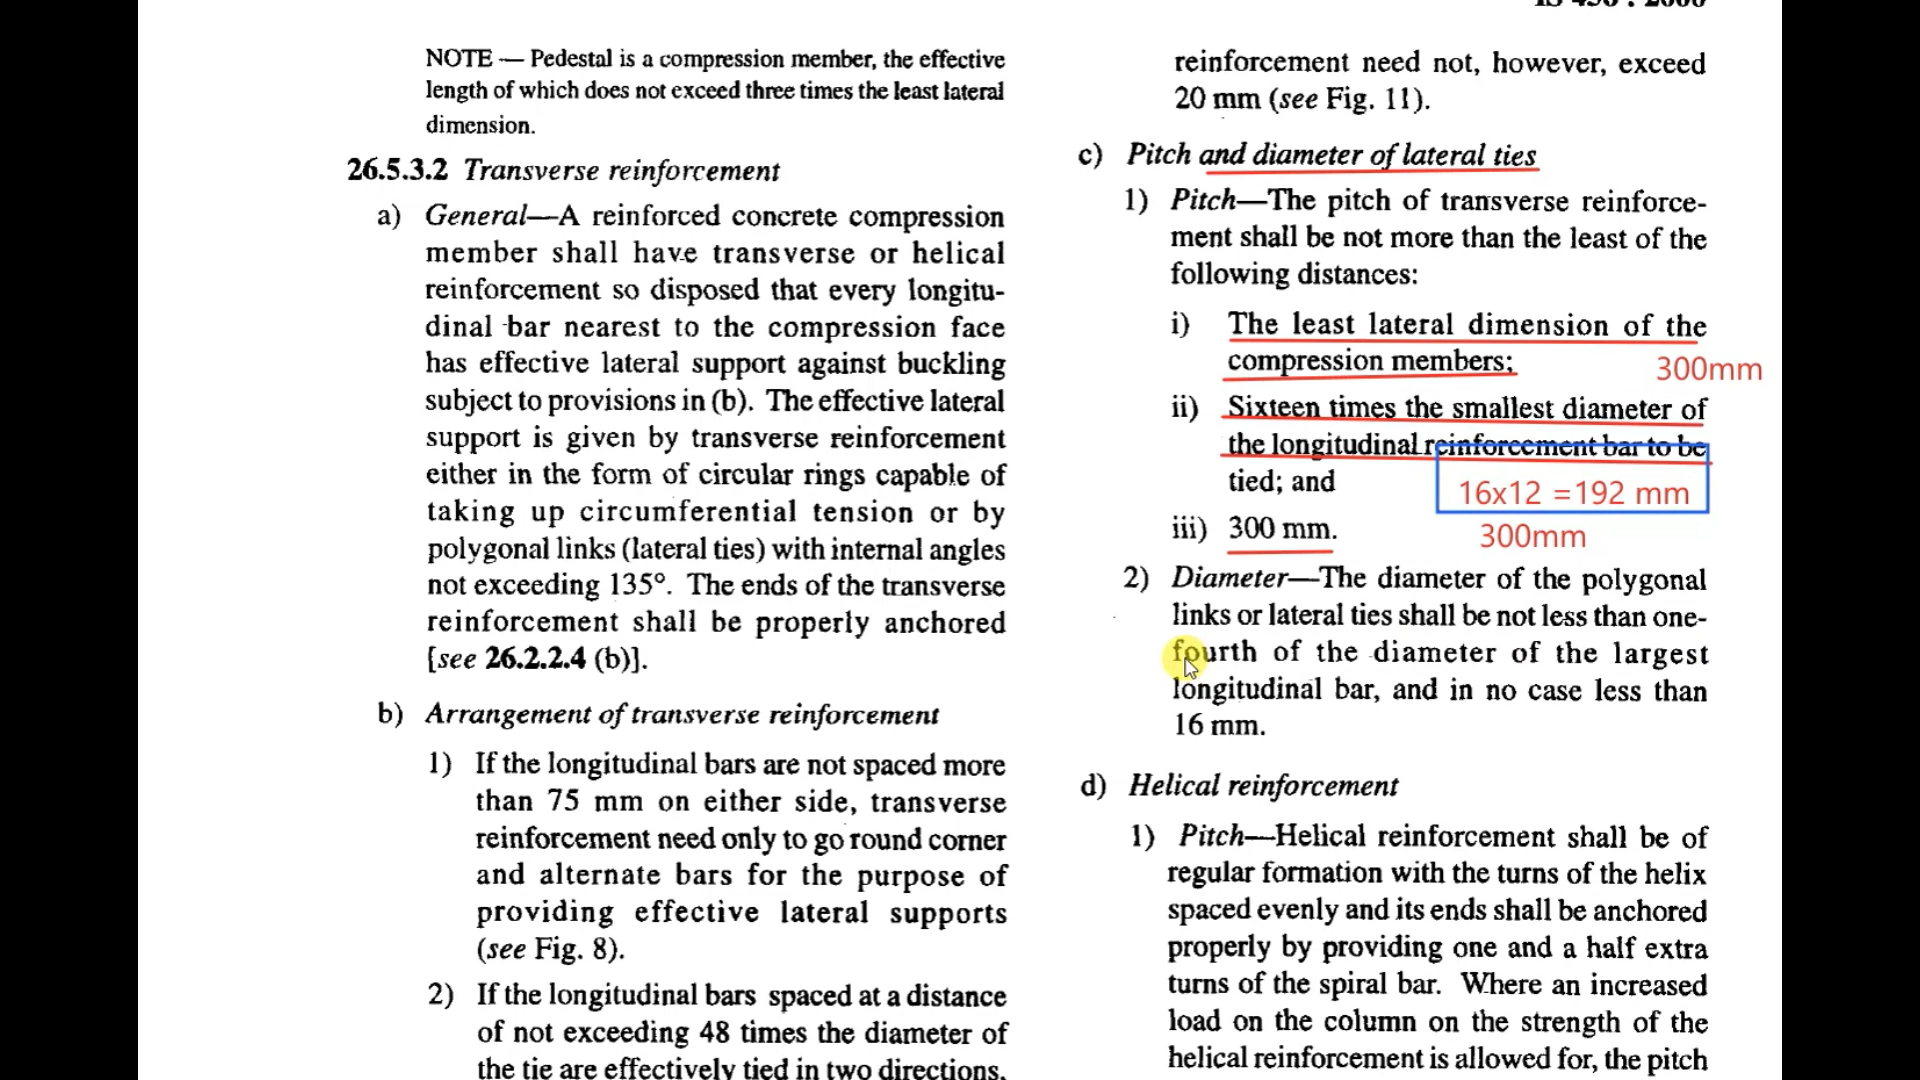 IS 456 : 2000
NOTE — Pedestal is a compression member, the effective
length of which does not exceed three times the least lateral
dimension.
26.5.3.2 Transverse reinforcement
a) General—A reinforced concrete compression
member shall have transverse or helical
reinforcement so disposed that every longitu-
dinal bar nearest to the compression face
has effective lateral support against buckling
subject to provisions in (b). The effective lateral
support is given by transverse reinforcement
either in the form of circular rings capable of
taking up circumferential tension or by
polygonal links (lateral ties) with internal angles
not exceeding 135°. The ends of the transverse
reinforcement shall be properly anchored
[see 26.2.2.4 (b)].
b) Arrangement of transverse reinforcement
1) If the longitudinal bars are not spaced more
than 75 mm on either side, transverse
reinforcement need only to go round corner
and alternate bars for the purpose of
providing effective lateral supports
(see Fig. 8).
2) If the longitudinal bars spaced at a distance
of not exceeding 48 times the diameter of
the tie are effectively tied in two directions,
reinforcement need not, however, exceed
20 mm (see Fig. 11).
c) Pitch and diameter of lateral ties
1) Pitch—The pitch of transverse reinforce-
ment shall be not more than the least of the
following distances:
i) The least lateral dimension of the
compression members; 300mm
ii) Sixteen times the smallest diameter of
the longitudinal reinforcement bar to be
tied; and 16x12 =192 mm
iii) 300 mm. 300mm
2) Diameter—The diameter of the polygonal
links or lateral ties shall be not less than one-
fourth of the diameter of the largest
longitudinal bar, and in no case less than
16 mm.
d) Helical reinforcement
1) Pitch—Helical reinforcement shall be of
regular formation with the turns of the helix
spaced evenly and its ends shall be anchored
properly by providing one and a half extra
turns of the spiral bar. Where an increased
load on the column on the strength of the
helical reinforcement is allowed for, the pitch